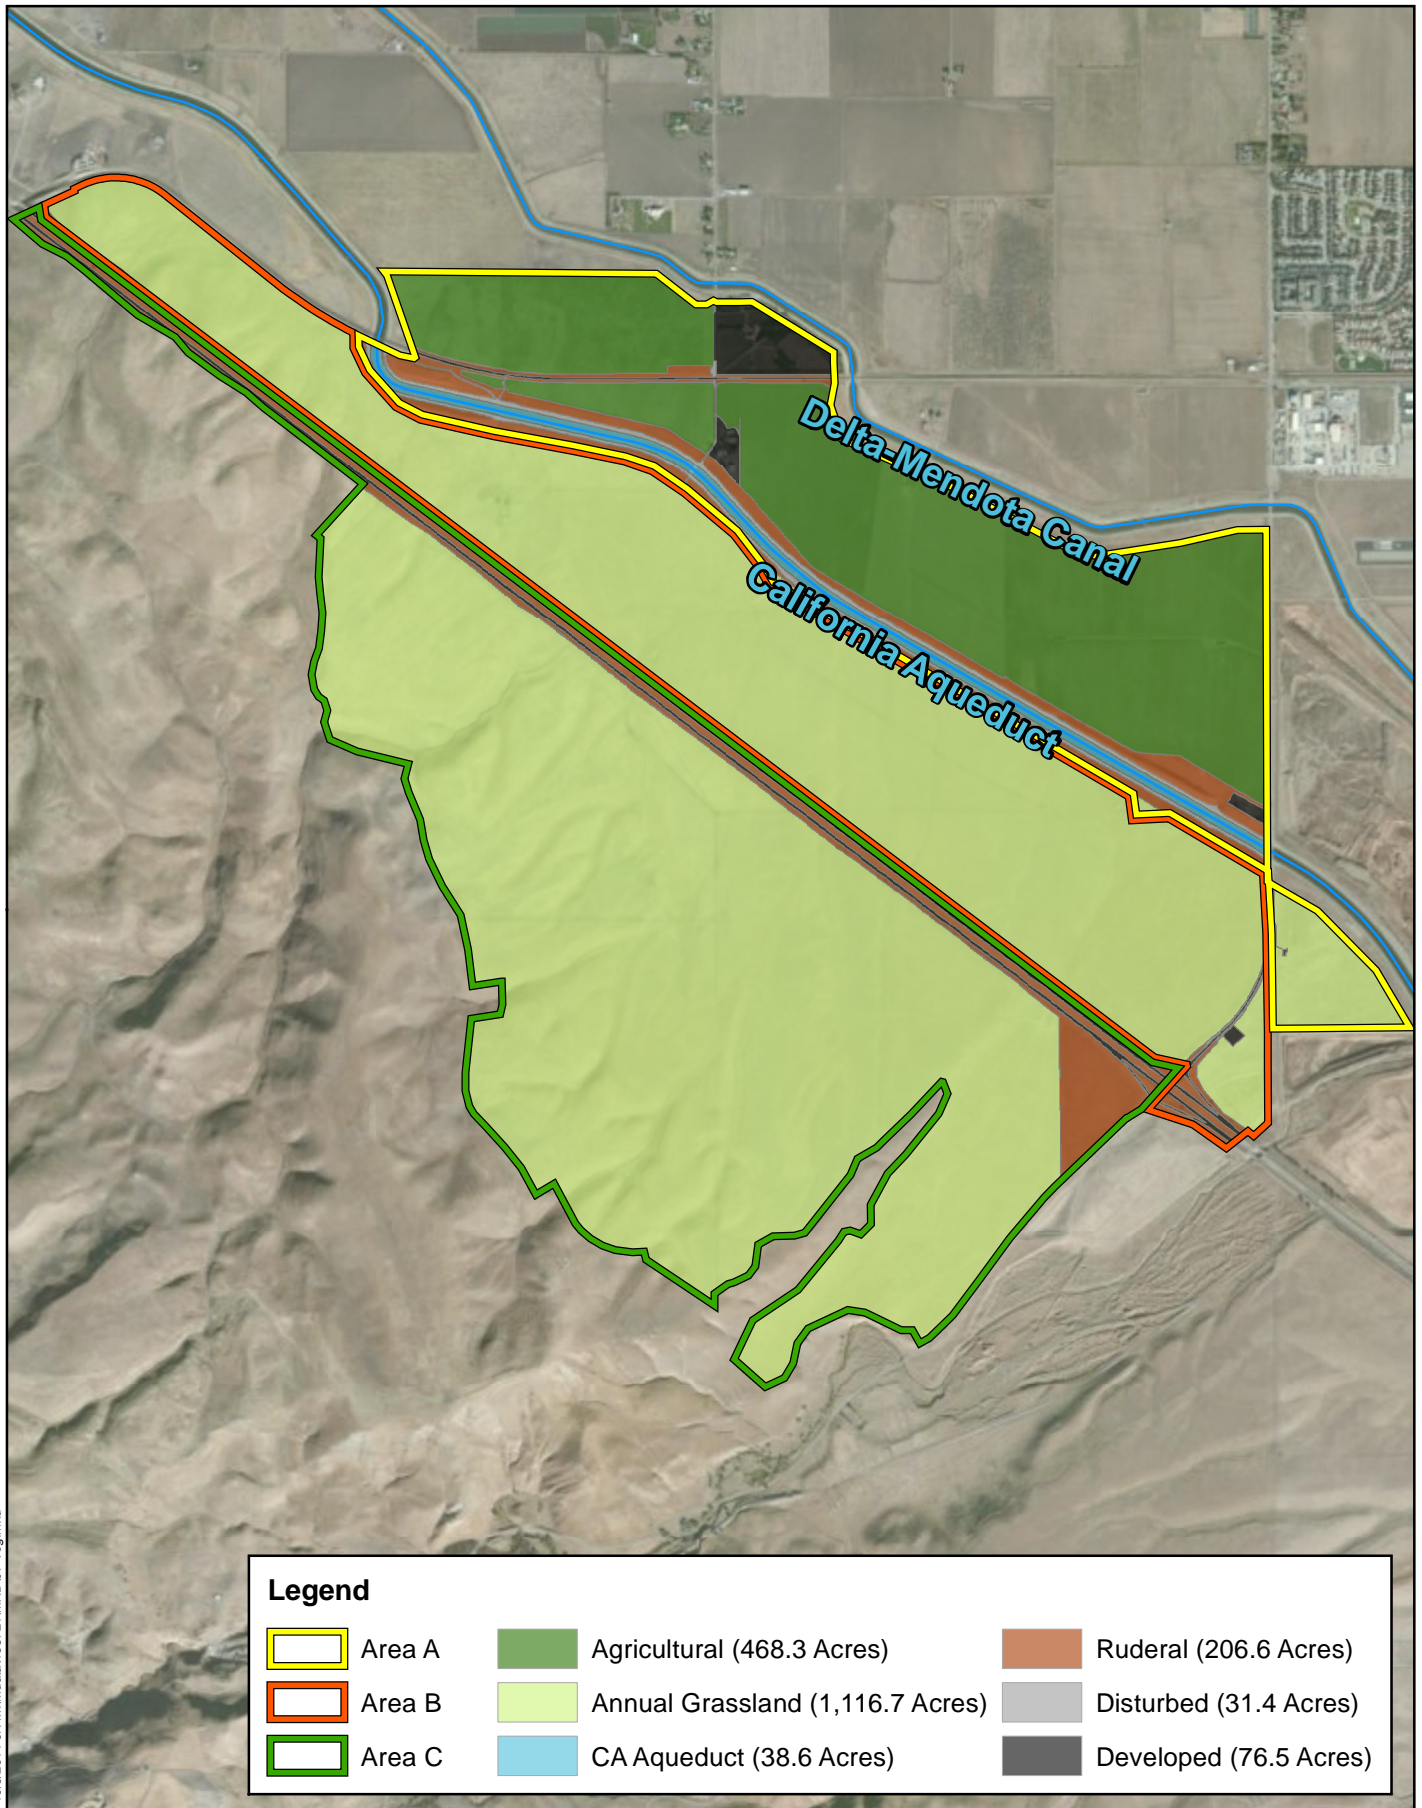 Delta-Mendota Canal
California Aqueduct
Legend
Area A
Agricultural (468.3 Acres)
Ruderal (206.6 Acres)
Area B
Annual Grassland (1,116.7 Acres)
Disturbed (31.4 Acres)
Area C
CA Aqueduct (38.6 Acres)
Developed (76.5 Acres)